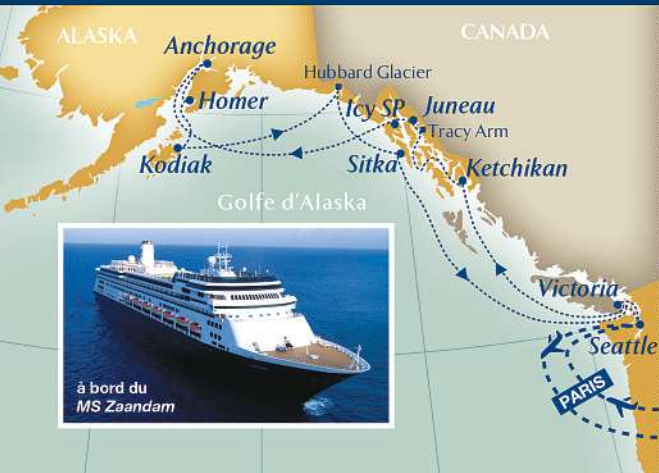 ALASKA
CANADA
Anchorage
Hubbard Glacier
Homer
Icy SP
Juneau
Tracy Arm
Kodiak
Sitka
Ketchikan
Golfe d'Alaska
Victoria
Seattle
PARIS
à bord du
MS Zaandam